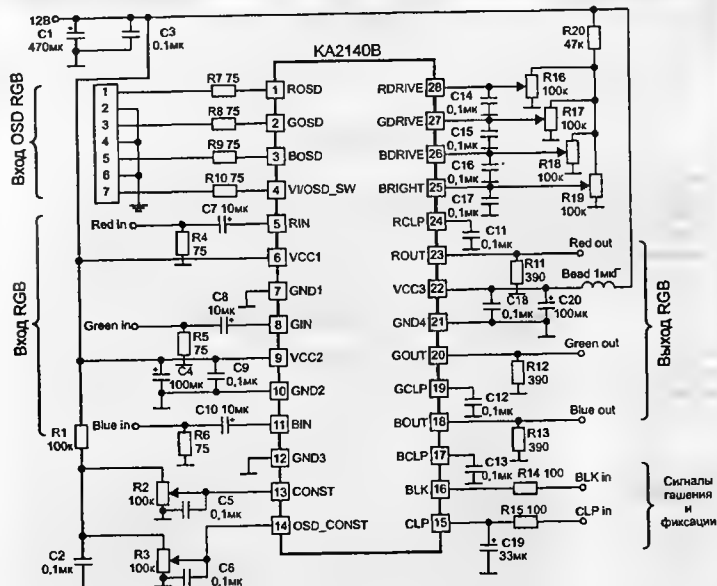 12В
C1
470мк
C3
0,1мк
KA2140B
R20
47к
Вход OSD RGB
1
2
3
4
5
6
7
R7 75
R8 75
R9 75
R10 75
1 ROSD
2 GOSD
3 BOSD
4 VI/OSD_SW
5 RIN
6 VCC1
7 GND1
8 GIN
9 VCC2
10 GND2
11 BIN
12 GND3
13 CONST
14 OSD_CONST
RDRIVE 28
GDRIVE 27
BDRIVE 26
BRIGHT 25
RCLP 24
ROUT 23
VCC3 22
GND4 21
GOUT 20
GCLP 19
BOUT 18
BCLP 17
BLK 16
CLP 15
C14
0,1мк
C15
0,1мк
C16
0,1мк
C17
0,1мк
R16
100к
R17
100к
R18
100к
R19
100к
C11
0,1мк
Вход RGB
Red in
C7 10мк
R4
75
C8
10мк
Green in
R5
75
C4
100мк
C9
0,1мк
C10 10мк
Blue in
R6
75
R1
100к
R2
100к
C5
0,1мк
C2
0,1мк
R3
100к
C6
0,1мк
Red out
R11
390
Bead 1мкГ
C18
0,1мк
C20
100мк
Green out
R12
390
C12
0,1мк
Blue out
R13
390
C13
0,1мк
Выход RGB
R14 100
BLK in
R15 100
CLP in
C19
33мк
Сигналы
гашения
и
фиксации